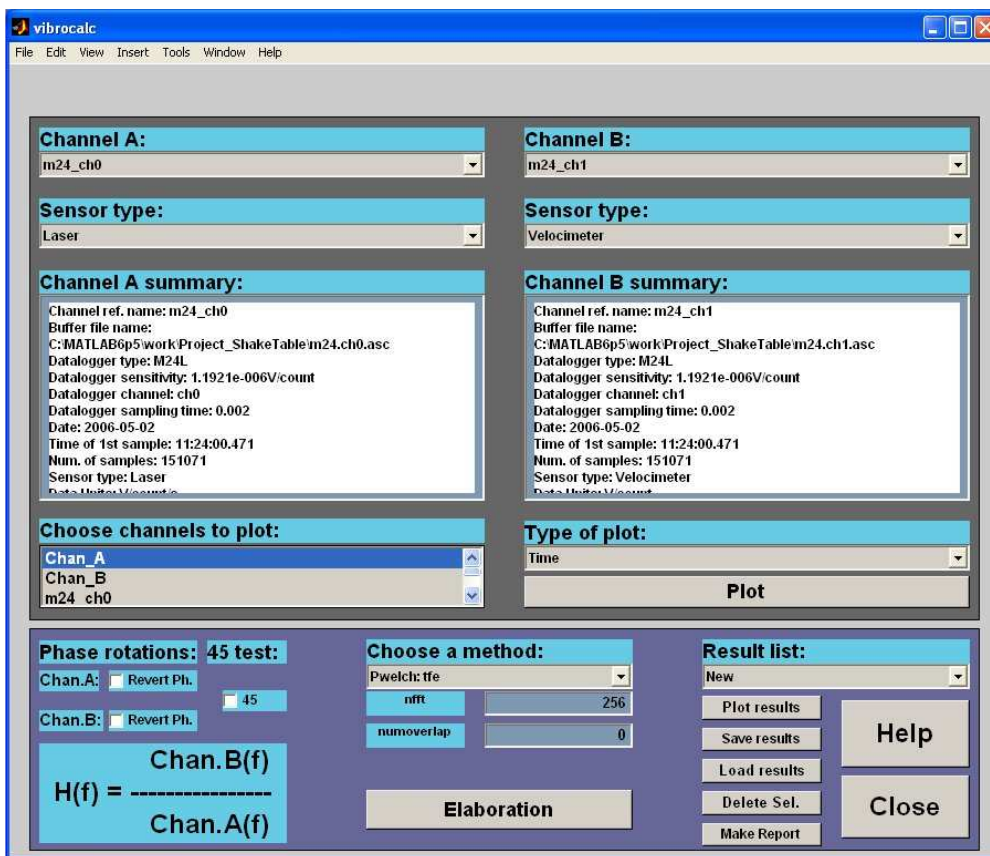 vibrocalc
File Edit View Insert Tools Window Help
Channel A:
m24_ch0
Channel B:
m24_ch1
Sensor type:
Laser
Sensor type:
Velocimeter
Channel A summary:
Channel ref. name: m24_ch0
Buffer file name:
C:\MATLAB6p5\work\Project_ShakeTable\m24.ch0.asc
Datalogger type: M24L
Datalogger sensitivity: 1.1921e-006V/count
Datalogger channel: ch0
Datalogger sampling time: 0.002
Date: 2006-05-02
Time of 1st sample: 11:24:00.471
Num. of samples: 151071
Sensor type: Laser
Data Units: V/count/s
Channel B summary:
Channel ref. name: m24_ch1
Buffer file name:
C:\MATLAB6p5\work\Project_ShakeTable\m24.ch1.asc
Datalogger type: M24L
Datalogger sensitivity: 1.1921e-006V/count
Datalogger channel: ch1
Datalogger sampling time: 0.002
Date: 2006-05-02
Time of 1st sample: 11:24:00.471
Num. of samples: 151071
Sensor type: Velocimeter
Data Units: V/count
Choose channels to plot:
Chan_A
Chan_B
m24_ch0
Type of plot:
Time
Plot
Phase rotations: 45 test:
Chan.A: Revert Ph.
45
Chan.B: Revert Ph.
Chan.B(f)
H(f) = ----------------
Chan.A(f)
Choose a method:
Pwelch: tfe
nfft 256
numoverlap 0
Elaboration
Result list:
New
Plot results
Save results
Load results
Delete Sel.
Make Report
Help
Close